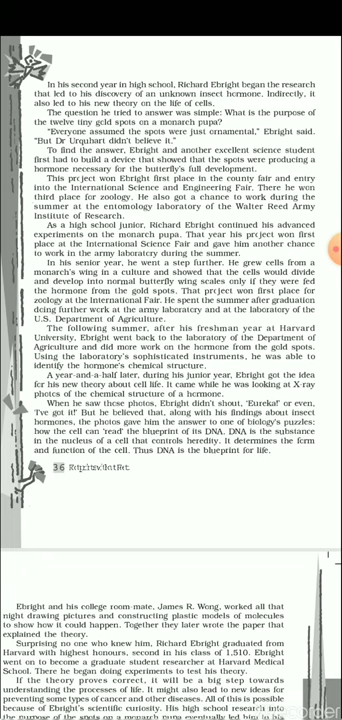 In his second year in high school, Richard Ebright began the research
that led to his discovery of an unknown insect hormone. Indirectly, it
also led to his new theory on the life of cells.
The question he tried to answer was simple: What is the purpose of
the twelve tiny gold spots on a monarch pupa?
"Everyone assumed the spots were just ornamental," Ebright said.
"But Dr Urquhart didn't believe it."
To find the answer, Ebright and another excellent science student
first had to build a device that showed that the spots were producing a
hormone necessary for the butterfly's full development.
This project won Ebright first place in the county fair and entry
into the International Science and Engineering Fair. There he won
third place for zoology. He also got a chance to work during the
summer at the entomology laboratory of the Walter Reed Army
Institute of Research.
As a high school junior, Richard Ebright continued his advanced
experiments on the monarch pupa. That year his project won first
place at the International Science Fair and gave him another chance
to work in the army laboratory during the summer.
In his senior year, he went a step further. He grew cells from a
monarch's wing in a culture and showed that the cells would divide
and develop into normal butterfly wing scales only if they were fed
the hormone from the gold spots. That project won first place for
zoology at the International Fair. He spent the summer after graduation
doing further work at the army laboratory and at the laboratory of the
U.S. Department of Agriculture.
The following summer, after his freshman year at Harvard
University, Ebright went back to the laboratory of the Department of
Agriculture and did more work on the hormone from the gold spots.
Using the laboratory's sophisticated instruments, he was able to
identify the hormone's chemical structure.
A year-and-a-half later, during his junior year, Ebright got the idea
for his new theory about cell life. It came while he was looking at X-ray
photos of the chemical structure of a hormone.
When he saw those photos, Ebright didn't shout, 'Eureka!' or even,
'I've got it!' But he believed that, along with his findings about insect
hormones, the photos gave him the answer to one of biology's puzzles:
how the cell can 'read' the blueprint of its DNA. DNA is the substance
in the nucleus of a cell that controls heredity. It determines the form
and function of the cell. Thus DNA is the blueprint for life.
36
Ebright and his college room-mate, James R. Wong, worked all that
night drawing pictures and constructing plastic models of molecules
to show how it could happen. Together they later wrote the paper that
explained the theory.
Surprising no one who knew him, Richard Ebright graduated from
Harvard with highest honours, second in his class of 1,510. Ebright
went on to become a graduate student researcher at Harvard Medical
School. There he began doing experiments to test his theory.
If the theory proves correct, it will be a big step towards
understanding the processes of life. It might also lead to new ideas for
preventing some types of cancer and other diseases. All of this is possible
because of Ebright's scientific curiosity. His high school research into
the purpose of the spots on a monarch pupa eventually led him to his